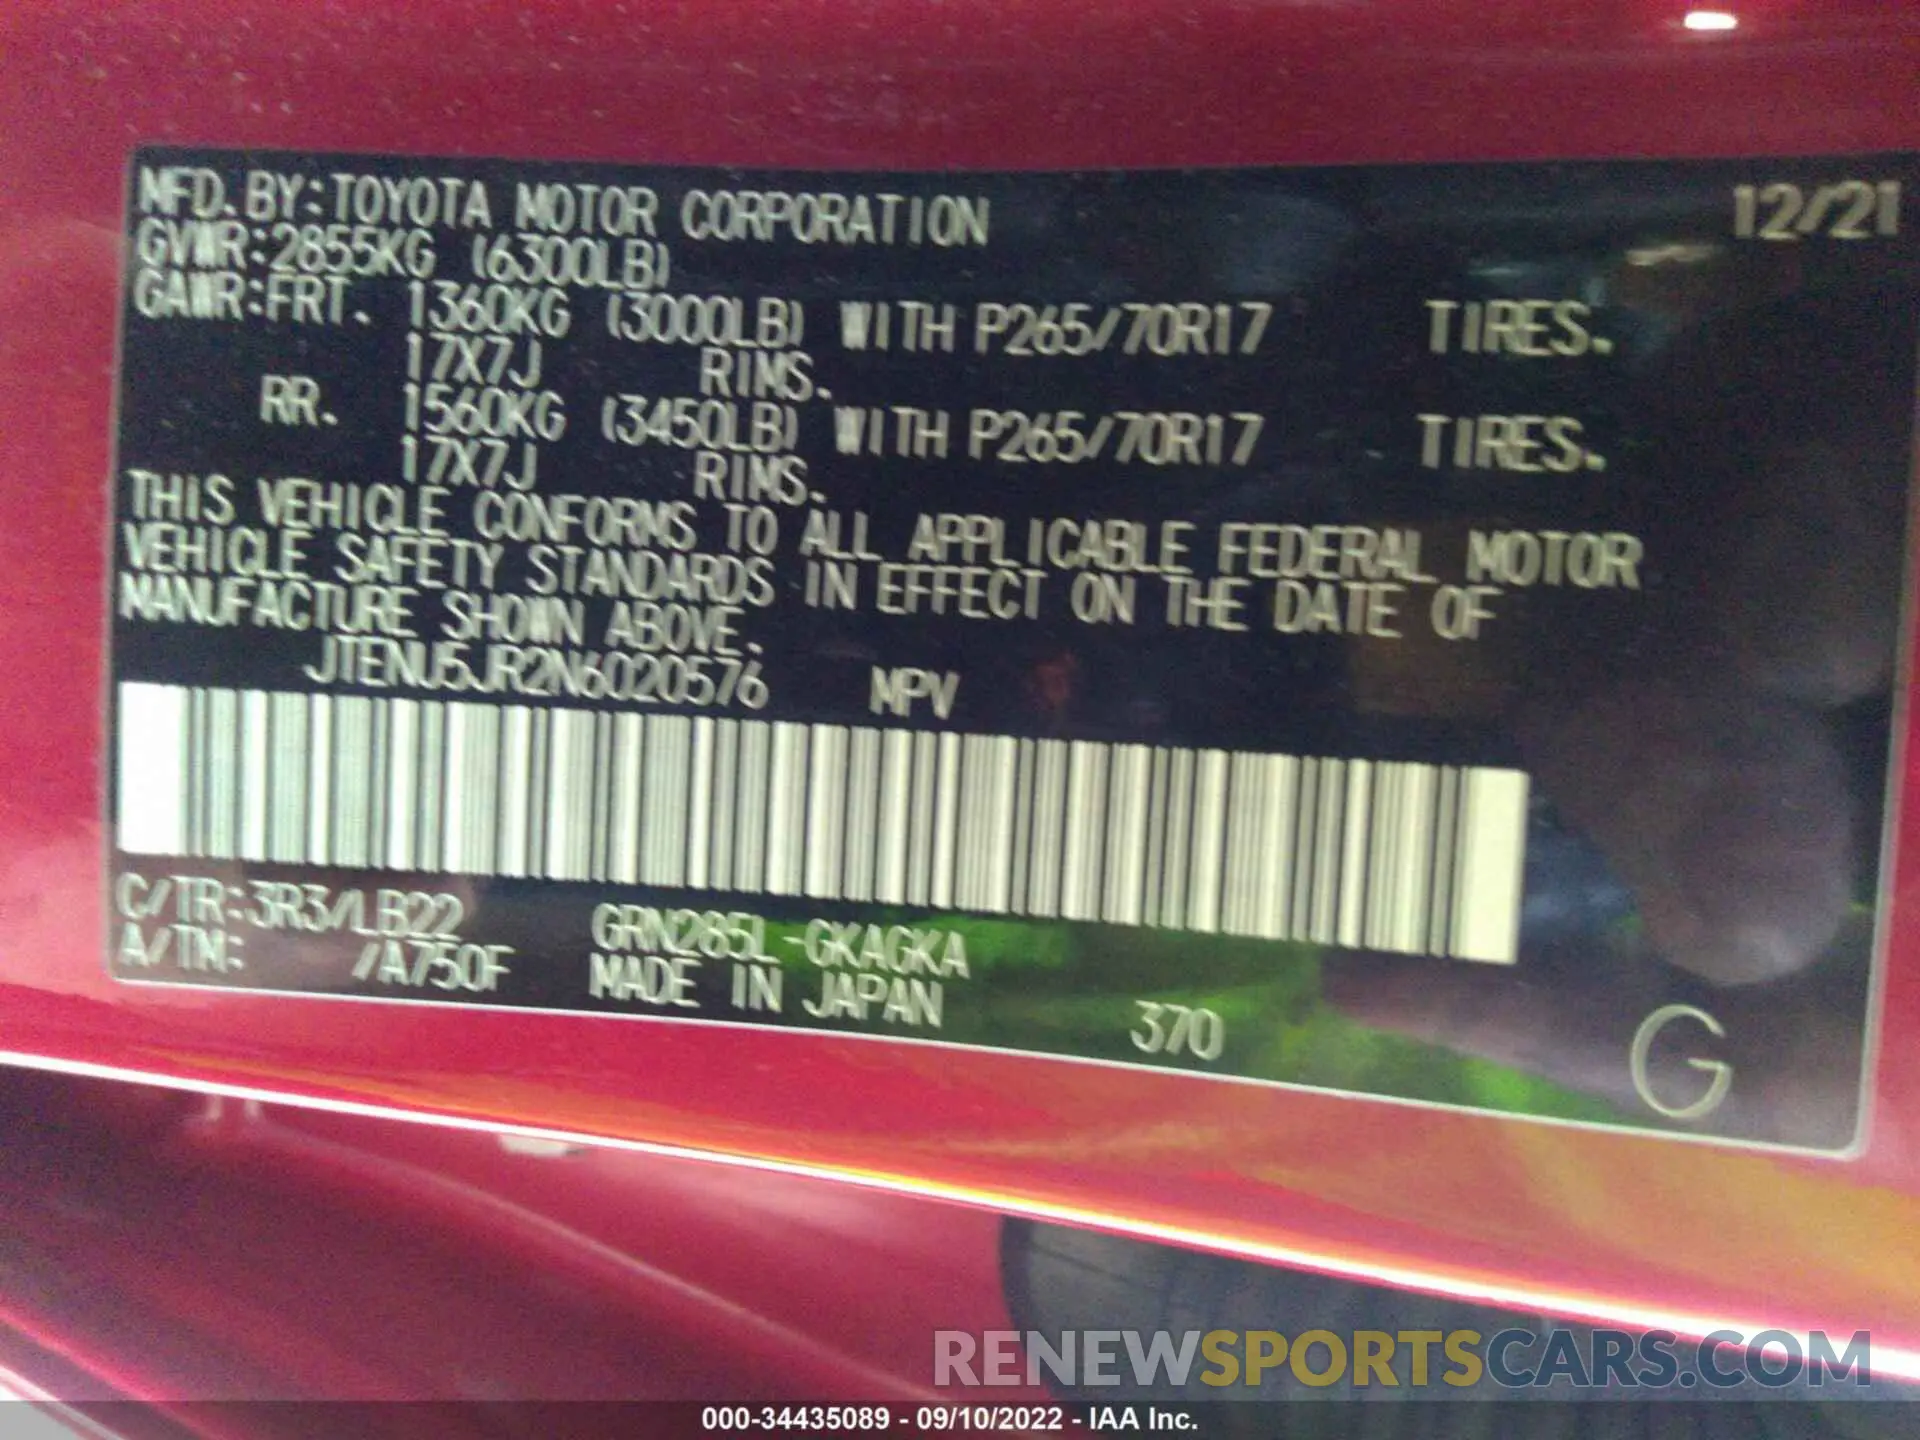 MFD. BY: TOYOTA MOTOR CORPORATION 12/21
GVWR: 2855KG (6300LB)
GAWR: FRT. 1360KG (3000LB) WITH P265/70R17 TIRES.
17X7J RIMS.
RR. 1560KG (3450LB) WITH P265/70R17 TIRES.
17X7J RIMS.
THIS VEHICLE CONFORMS TO ALL APPLICABLE FEDERAL MOTOR
VEHICLE SAFETY STANDARDS IN EFFECT ON THE DATE OF
MANUFACTURE SHOWN ABOVE.
JTENU5JR2N6020576 MPV
C/TR: 3R3/LB22 GRN285L-GKAGKA
A/TM: /A750F MADE IN JAPAN 370 G
RENEWSPORTSCARS.COM
000-34435089 - 09/10/2022 - IAA Inc.